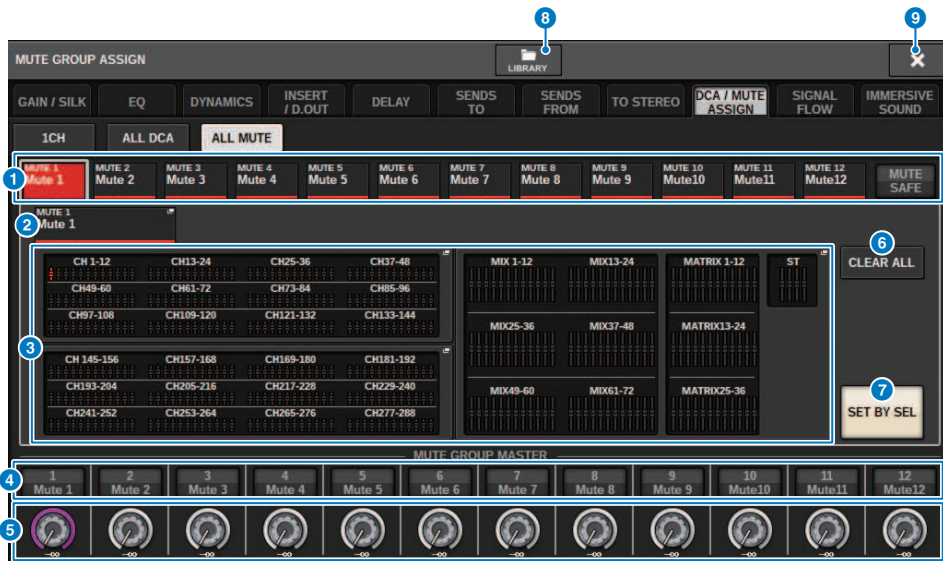 8
9
MUTE GROUP ASSIGN
LIBRARY
GAIN / SILK
EQ
DYNAMICS
INSERT
/ D.OUT
DELAY
SENDS
TO
SENDS
FROM
TO STEREO
DCA / MUTE
ASSIGN
SIGNAL
FLOW
IMMERSIVE
SOUND
1CH
ALL DCA
ALL MUTE
1
MUTE 1
Mute 1
MUTE 2
Mute 2
MUTE 3
Mute 3
MUTE 4
Mute 4
MUTE 5
Mute 5
MUTE 6
Mute 6
MUTE 7
Mute 7
MUTE 8
Mute 8
MUTE 9
Mute 9
MUTE 10
Mute10
MUTE 11
Mute11
MUTE 12
Mute12
MUTE
SAFE
2
MUTE 1
Mute 1
3
CH 1-12
CH13-24
CH25-36
CH37-48
CH49-60
CH61-72
CH73-84
CH85-96
CH97-108
CH109-120
CH121-132
CH133-144
CH 145-156
CH157-168
CH169-180
CH181-192
CH193-204
CH205-216
CH217-228
CH229-240
CH241-252
CH253-264
CH265-276
CH277-288
MIX 1-12
MIX13-24
MIX25-36
MIX37-48
MIX49-60
MIX61-72
MATRIX 1-12
MATRIX13-24
MATRIX25-36
ST
6
CLEAR ALL
7
SET BY SEL
MUTE GROUP MASTER
4
1
Mute 1
2
Mute 2
3
Mute 3
4
Mute 4
5
Mute 5
6
Mute 6
7
Mute 7
8
Mute 8
9
Mute 9
10
Mute10
11
Mute11
12
Mute12
5
-∞
-∞
-∞
-∞
-∞
-∞
-∞
-∞
-∞
-∞
-∞
-∞